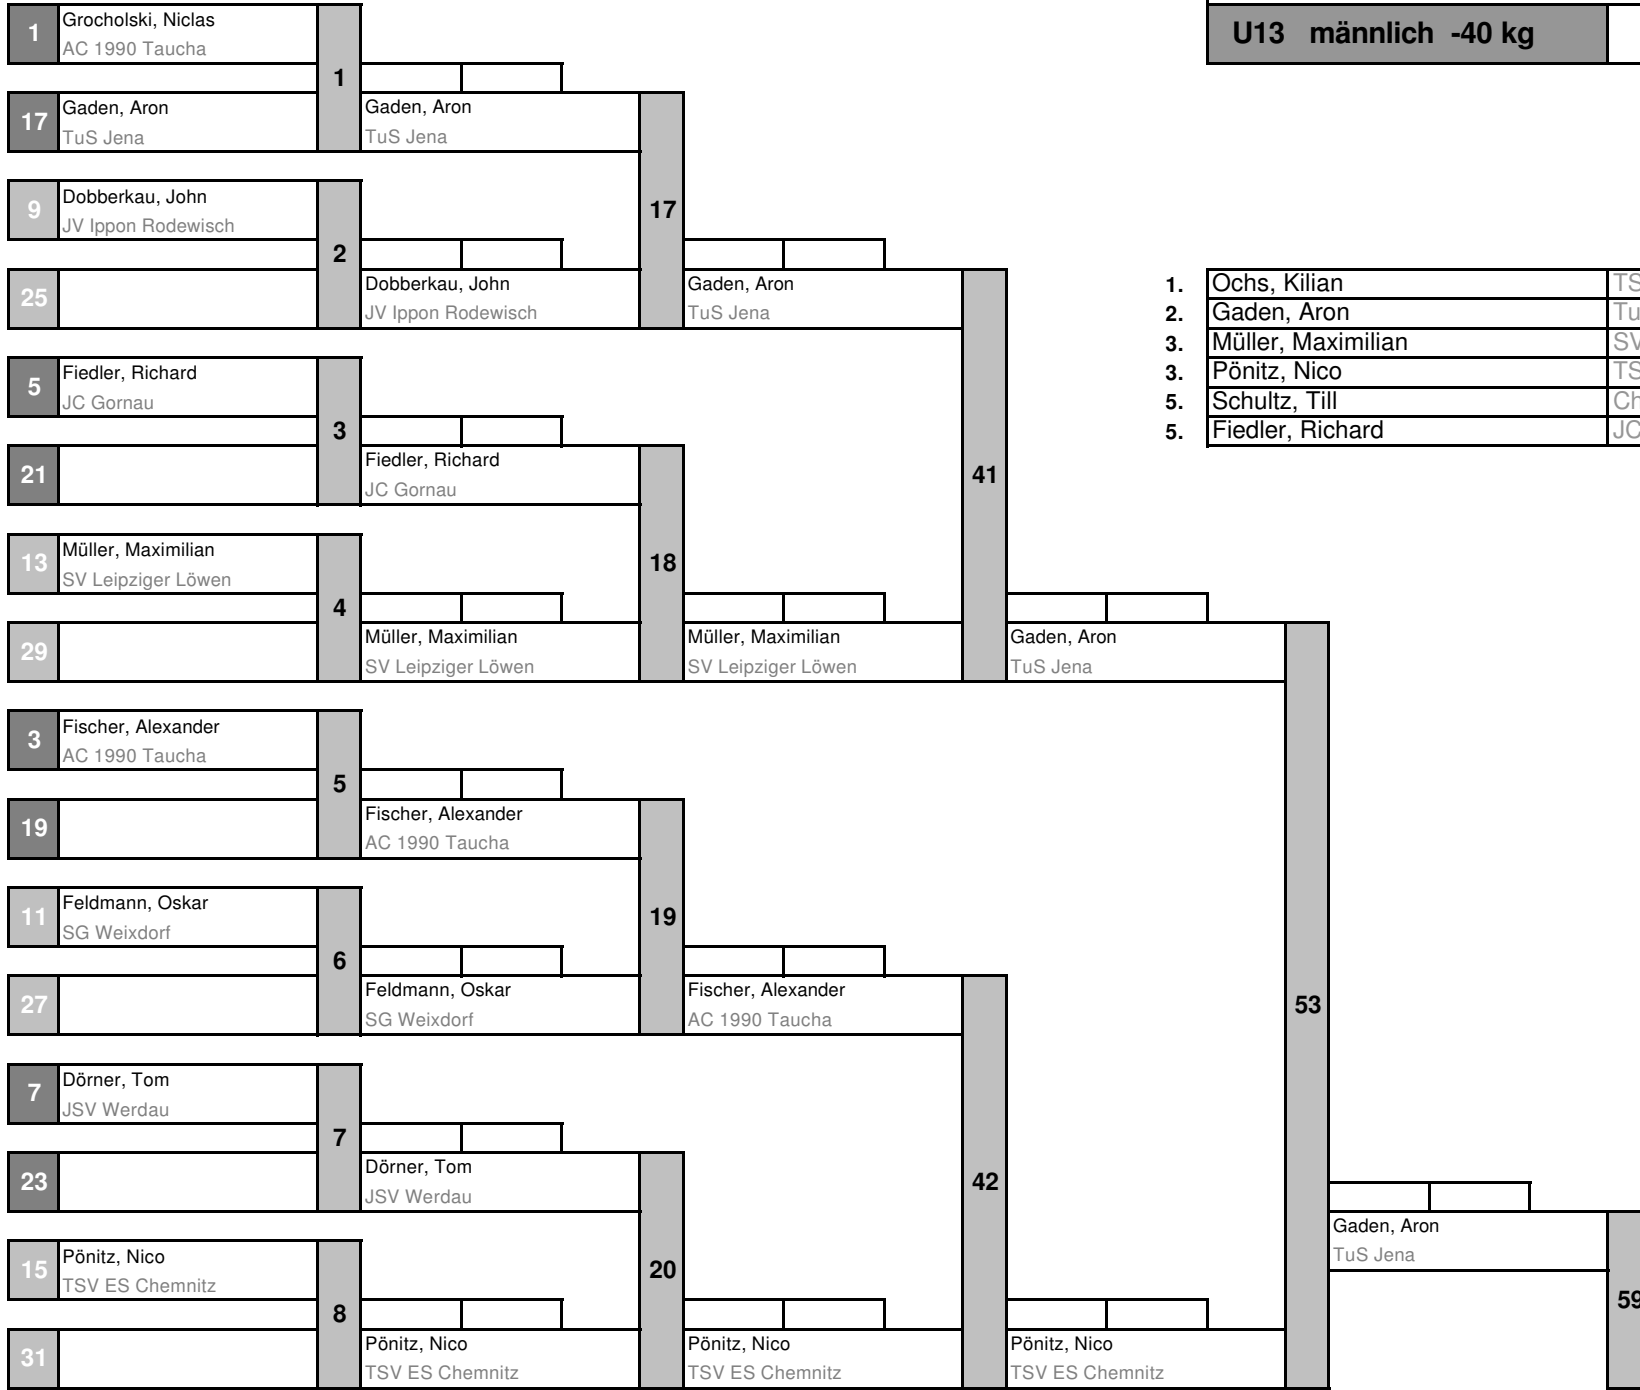 U13 männlich -40 kg
1
Grocholski, Niclas
AC 1990 Taucha
1
17
Gaden, Aron
TuS Jena
Gaden, Aron
TuS Jena
9
Dobberkau, John
JV Ippon Rodewisch
17
2
25
Dobberkau, John
JV Ippon Rodewisch
Gaden, Aron
TuS Jena
1. Ochs, Kilian TS
2. Gaden, Aron Tu
3. Müller, Maximilian SV
3. Pönitz, Nico TS
5. Schultz, Till Ch
5. Fiedler, Richard JC
5
Fiedler, Richard
JC Gornau
3
21
Fiedler, Richard
JC Gornau
41
13
Müller, Maximilian
SV Leipziger Löwen
18
4
29
Müller, Maximilian
SV Leipziger Löwen
Müller, Maximilian
SV Leipziger Löwen
Gaden, Aron
TuS Jena
3
Fischer, Alexander
AC 1990 Taucha
5
19
Fischer, Alexander
AC 1990 Taucha
11
Feldmann, Oskar
SG Weixdorf
19
6
27
Feldmann, Oskar
SG Weixdorf
Fischer, Alexander
AC 1990 Taucha
53
7
Dörner, Tom
JSV Werdau
7
23
Dörner, Tom
JSV Werdau
42
Gaden, Aron
TuS Jena
15
Pönitz, Nico
TSV ES Chemnitz
20
59
8
31
Pönitz, Nico
TSV ES Chemnitz
Pönitz, Nico
TSV ES Chemnitz
Pönitz, Nico
TSV ES Chemnitz